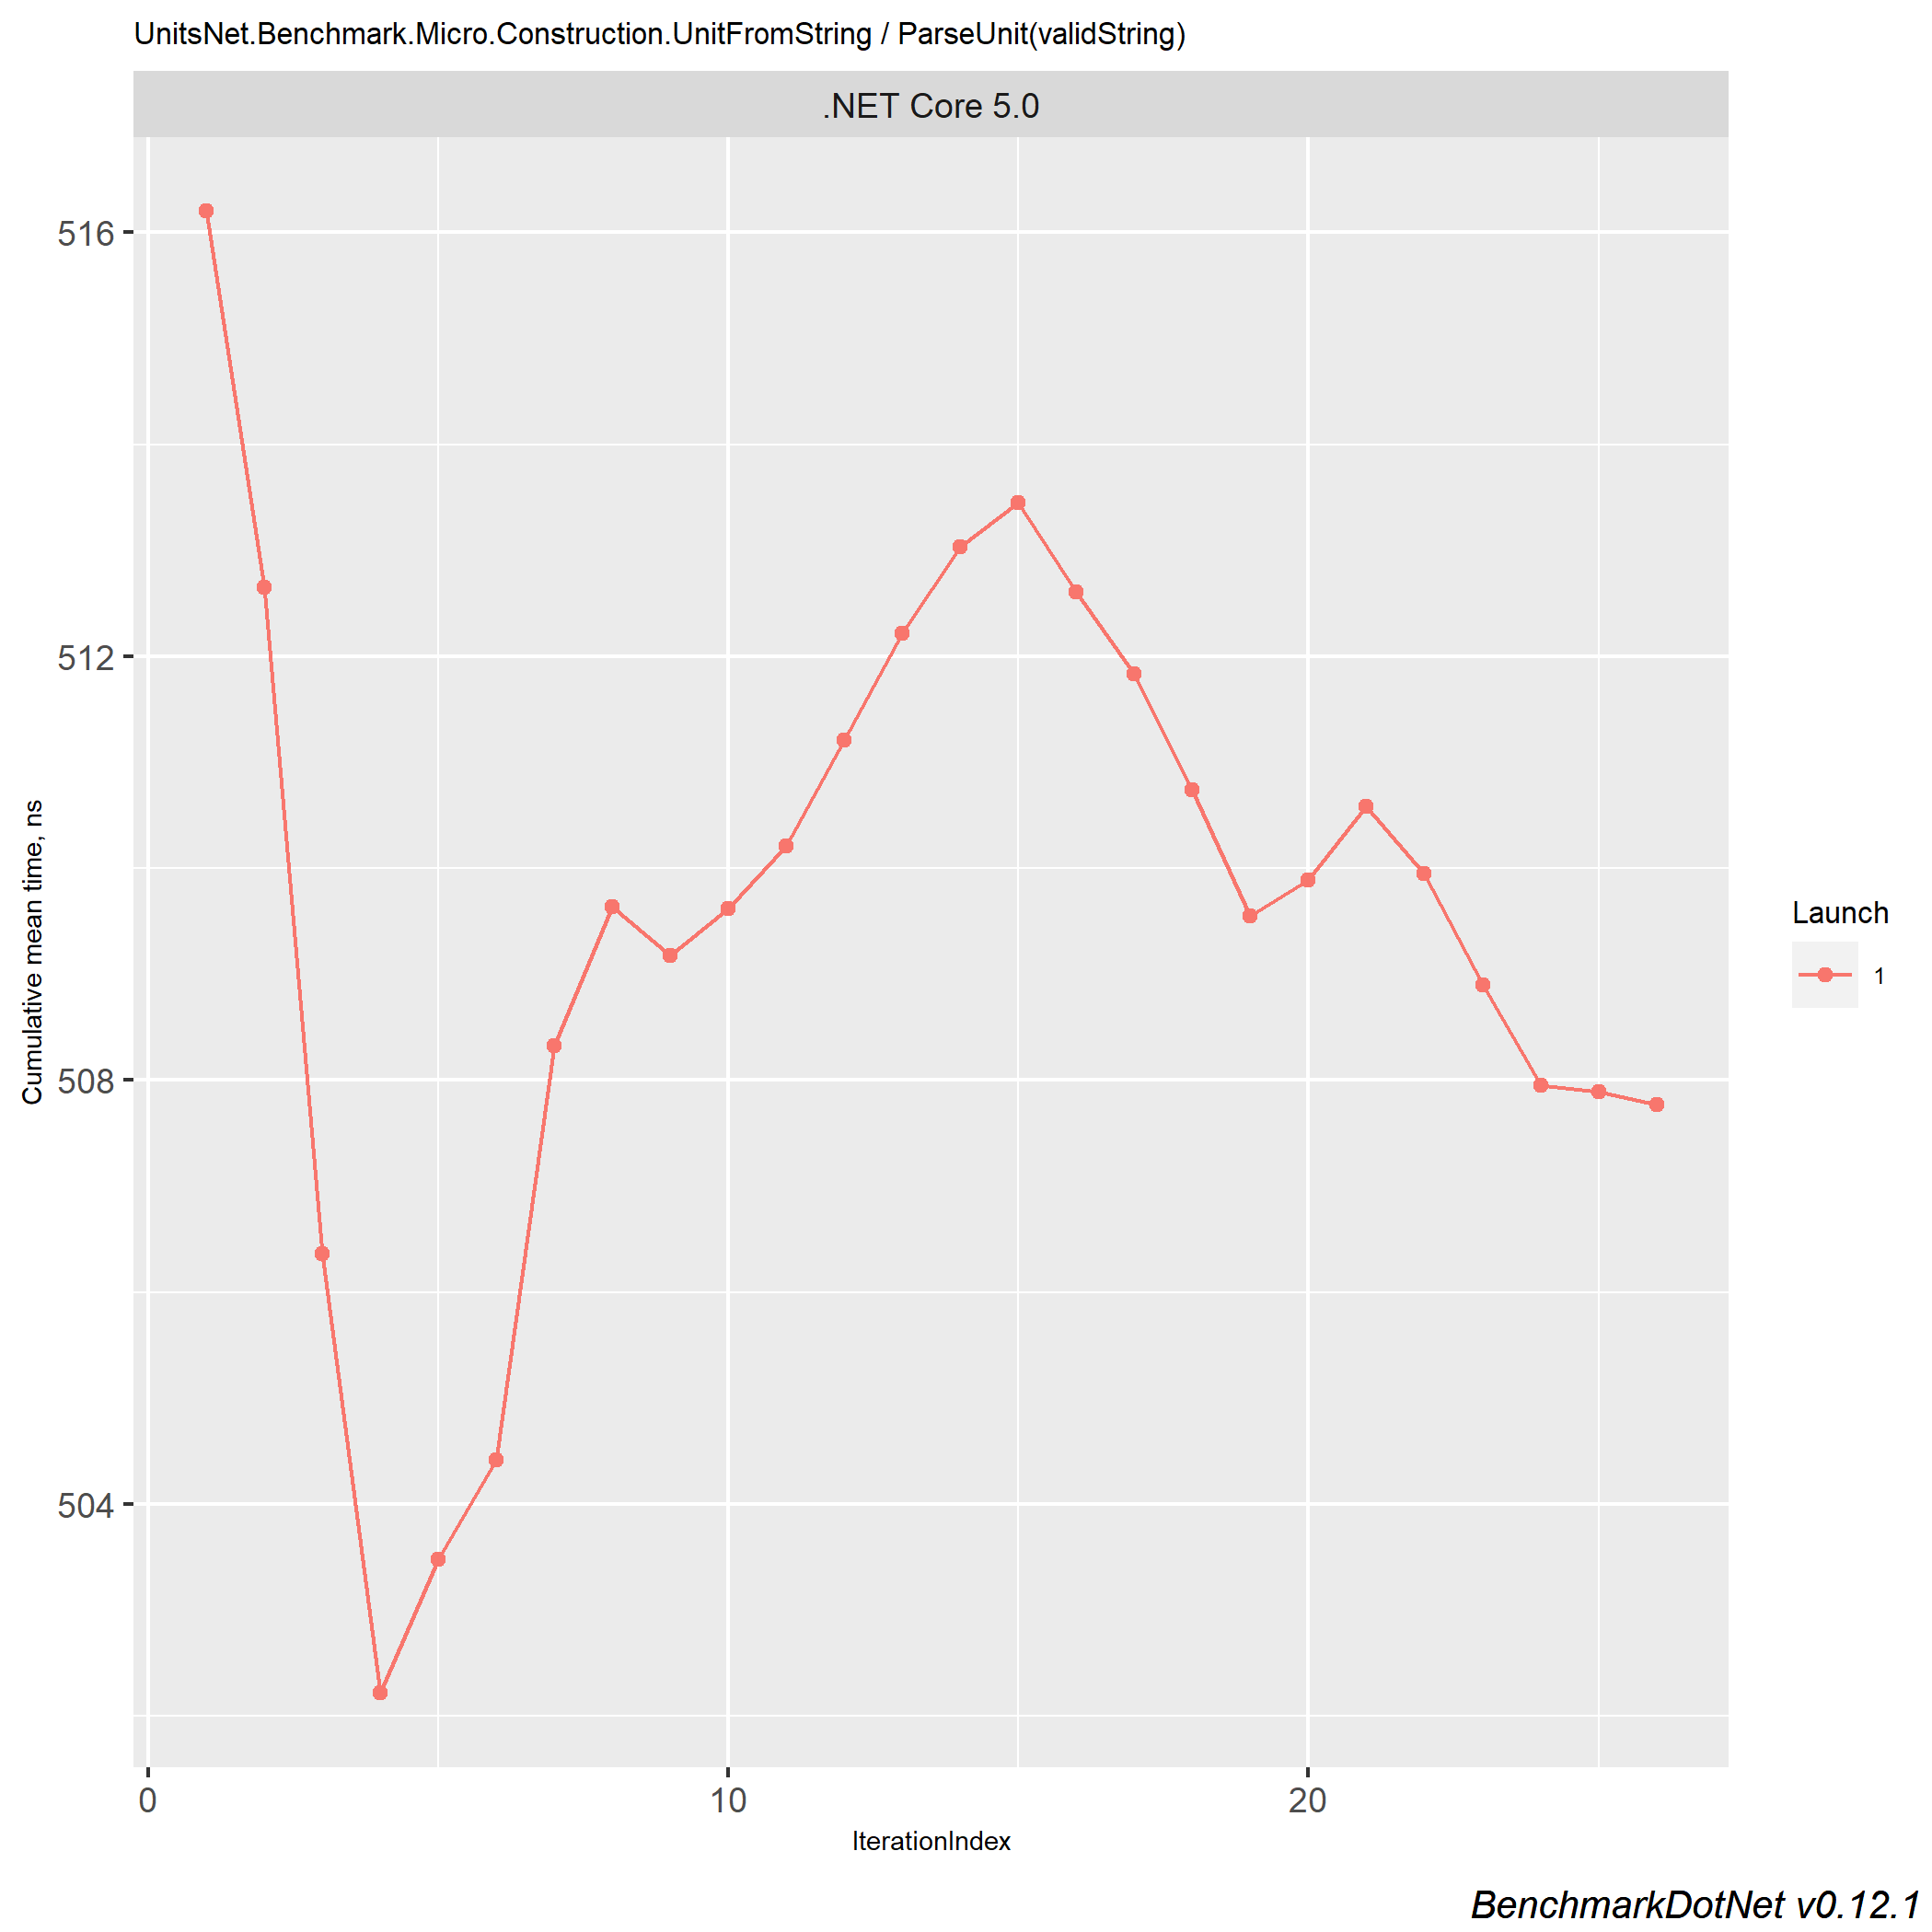 UnitsNet.Benchmark.Micro.Construction.UnitFromString / ParseUnit(validString)
.NET Core 5.0
516
512
508
504
Cumulative mean time, ns
0
10
20
IterationIndex
Launch
1
BenchmarkDotNet v0.12.1